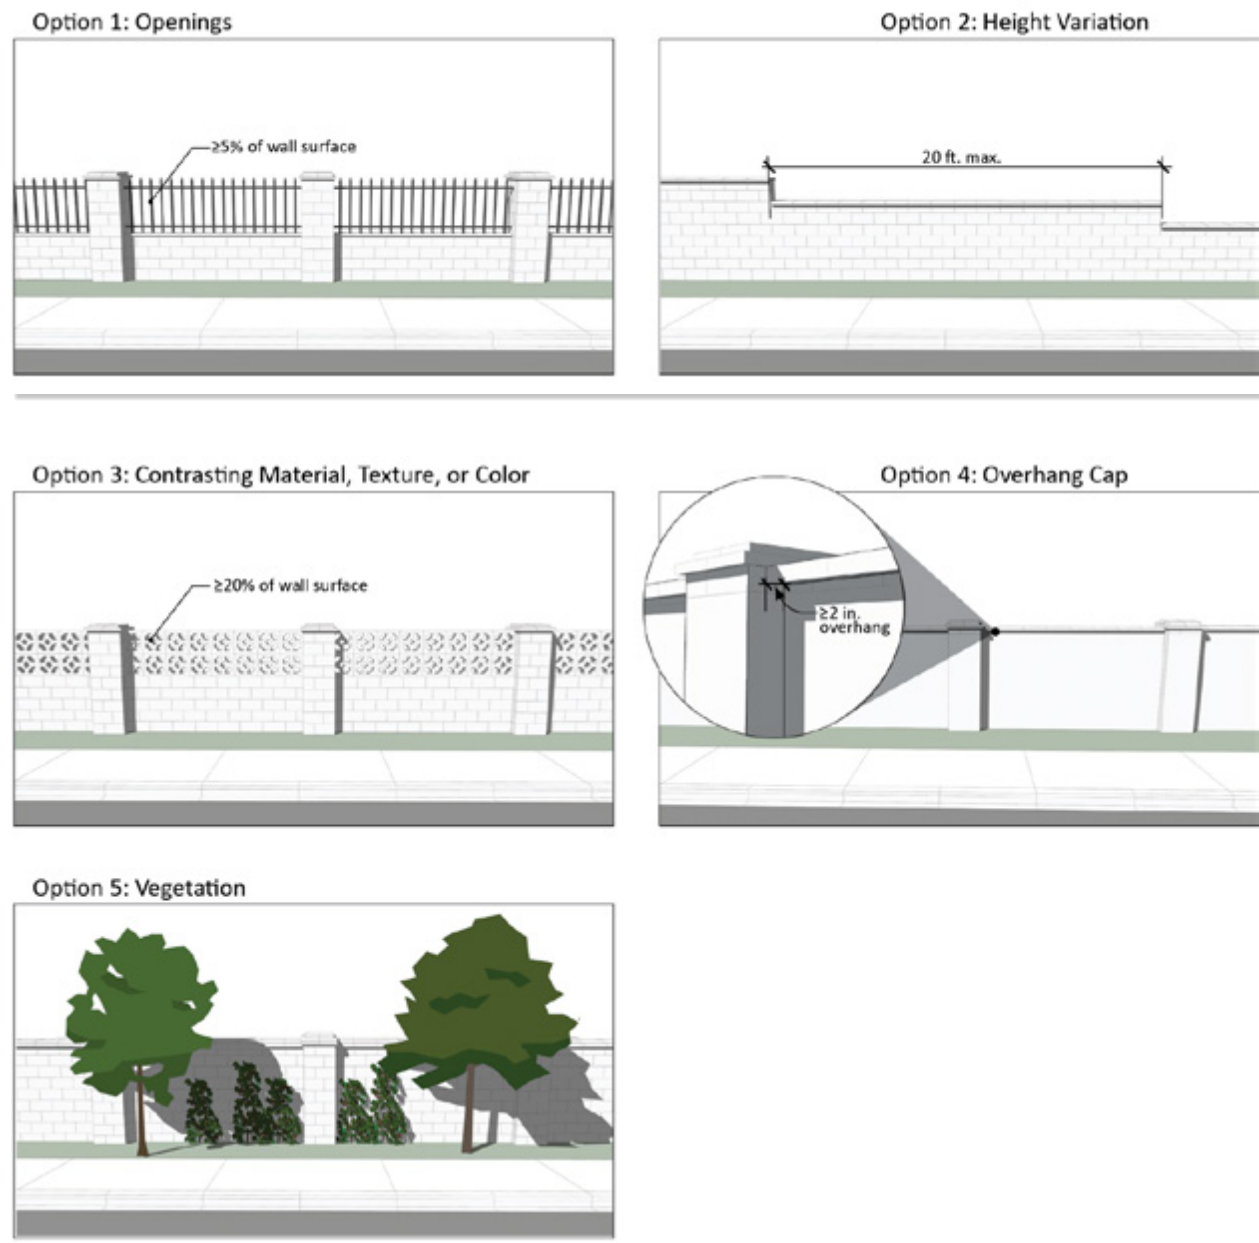 Option 1: Openings
Option 2: Height Variation
≥5% of wall surface
20 ft. max.
Option 3: Contrasting Material, Texture, or Color
Option 4: Overhang Cap
≥20% of wall surface
≥2 in.
overhang
Option 5: Vegetation